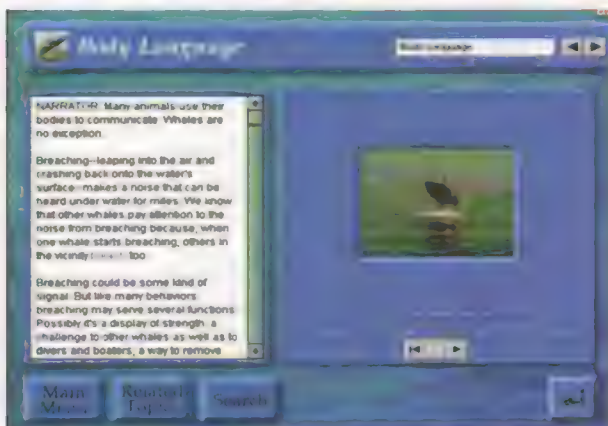 Body Language
Body Language
NARRATOR: Many animals use their
bodies to communicate. Whales are
no exception.
Breaching--leaping into the air and
crashing back onto the water's
surface--makes a noise that can be
heard under water for miles. We know
that other whales pay attention to the
noise from breaching because, when
one whale starts breaching, others in
the vicinity too.
Breaching could be some kind of
signal. But like many behaviors
breaching may serve several functions.
Possibly it's a display of strength, a
challenge to other whales as well as to
divers and boaters, a way to remove
Main
Menu
Related
Topics
Search